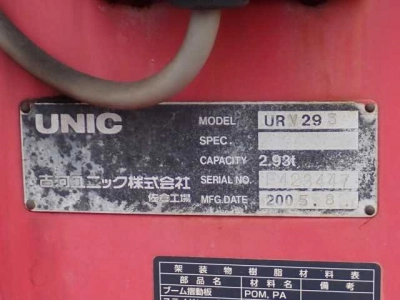 UNIC
MODEL URV293
SPEC.
CAPACITY 2.93t
古河ユニック株式会社
佐倉工場
SERIAL NO.
MFG.DATE 2005.8
架装物樹脂材料表
部品名 材料名 備考
ブーム摺動板 POM, PA